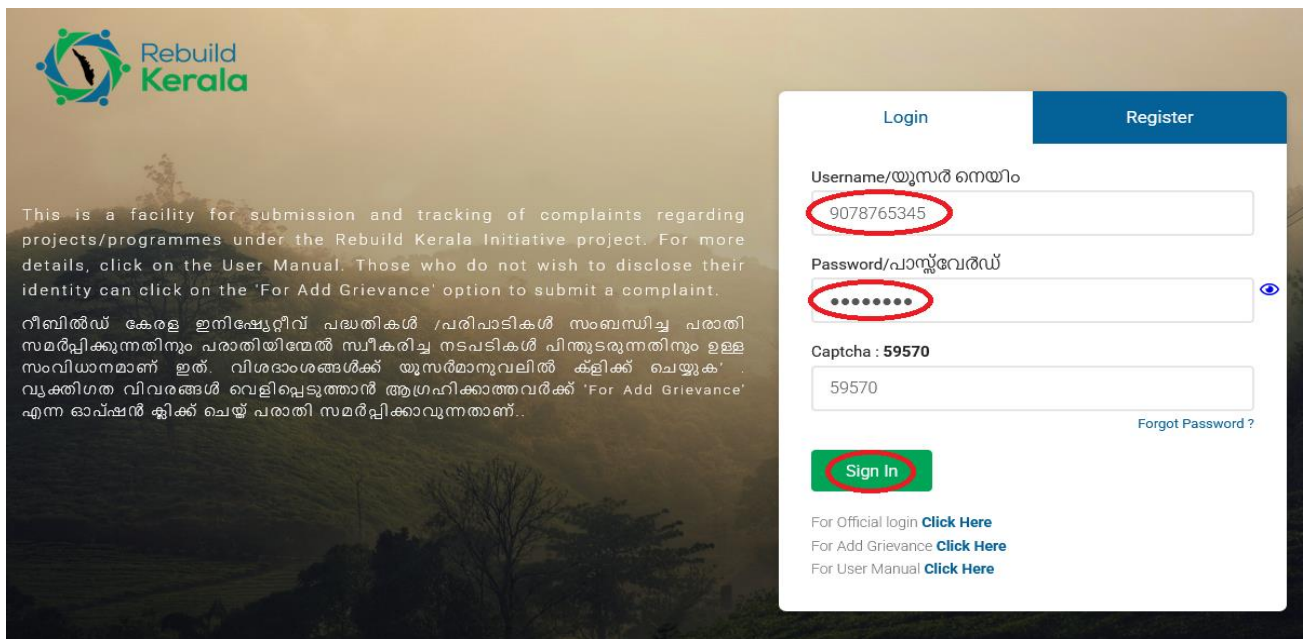 Rebuild
Kerala
This is a facility for submission and tracking of complaints regarding
projects/programmes under the Rebuild Kerala Initiative project. For more
details, click on the User Manual. Those who do not wish to disclose their
identity can click on the 'For Add Grievance' option to submit a complaint.
റീബിൽഡ് കേരള ഇനിഷ്യേറ്റീവ് പദ്ധതികൾ /പരിപാടികൾ സംബന്ധിച്ച പരാതി
സമർപ്പിക്കുന്നതിനും പരാതിയിന്മേൽ സ്വീകരിച്ച നടപടികൾ പിന്തുടരുന്നതിനും ഉള്ള
സംവിധാനമാണ് ഇത്. വിശദാംശങ്ങൾക്ക് യൂസർമാനുവലിൽ ക്ളിക്ക് ചെയ്യുക' .
വ്യക്തിഗത വിവരങ്ങൾ വെളിപ്പെടുത്താൻ ആഗ്രഹിക്കാത്തവർക്ക് 'For Add Grievance'
എന്ന ഓപ്ഷൻ ക്ലിക്ക് ചെയ്ത് പരാതി സമർപ്പിക്കാവുന്നതാണ്..
Login
Register
Username/യൂസർ നെയിം
9078765345
Password/പാസ്സ്‌വേർഡ്
••••••••
Captcha : 59570
59570
Forgot Password ?
Sign In
For Official login Click Here
For Add Grievance Click Here
For User Manual Click Here